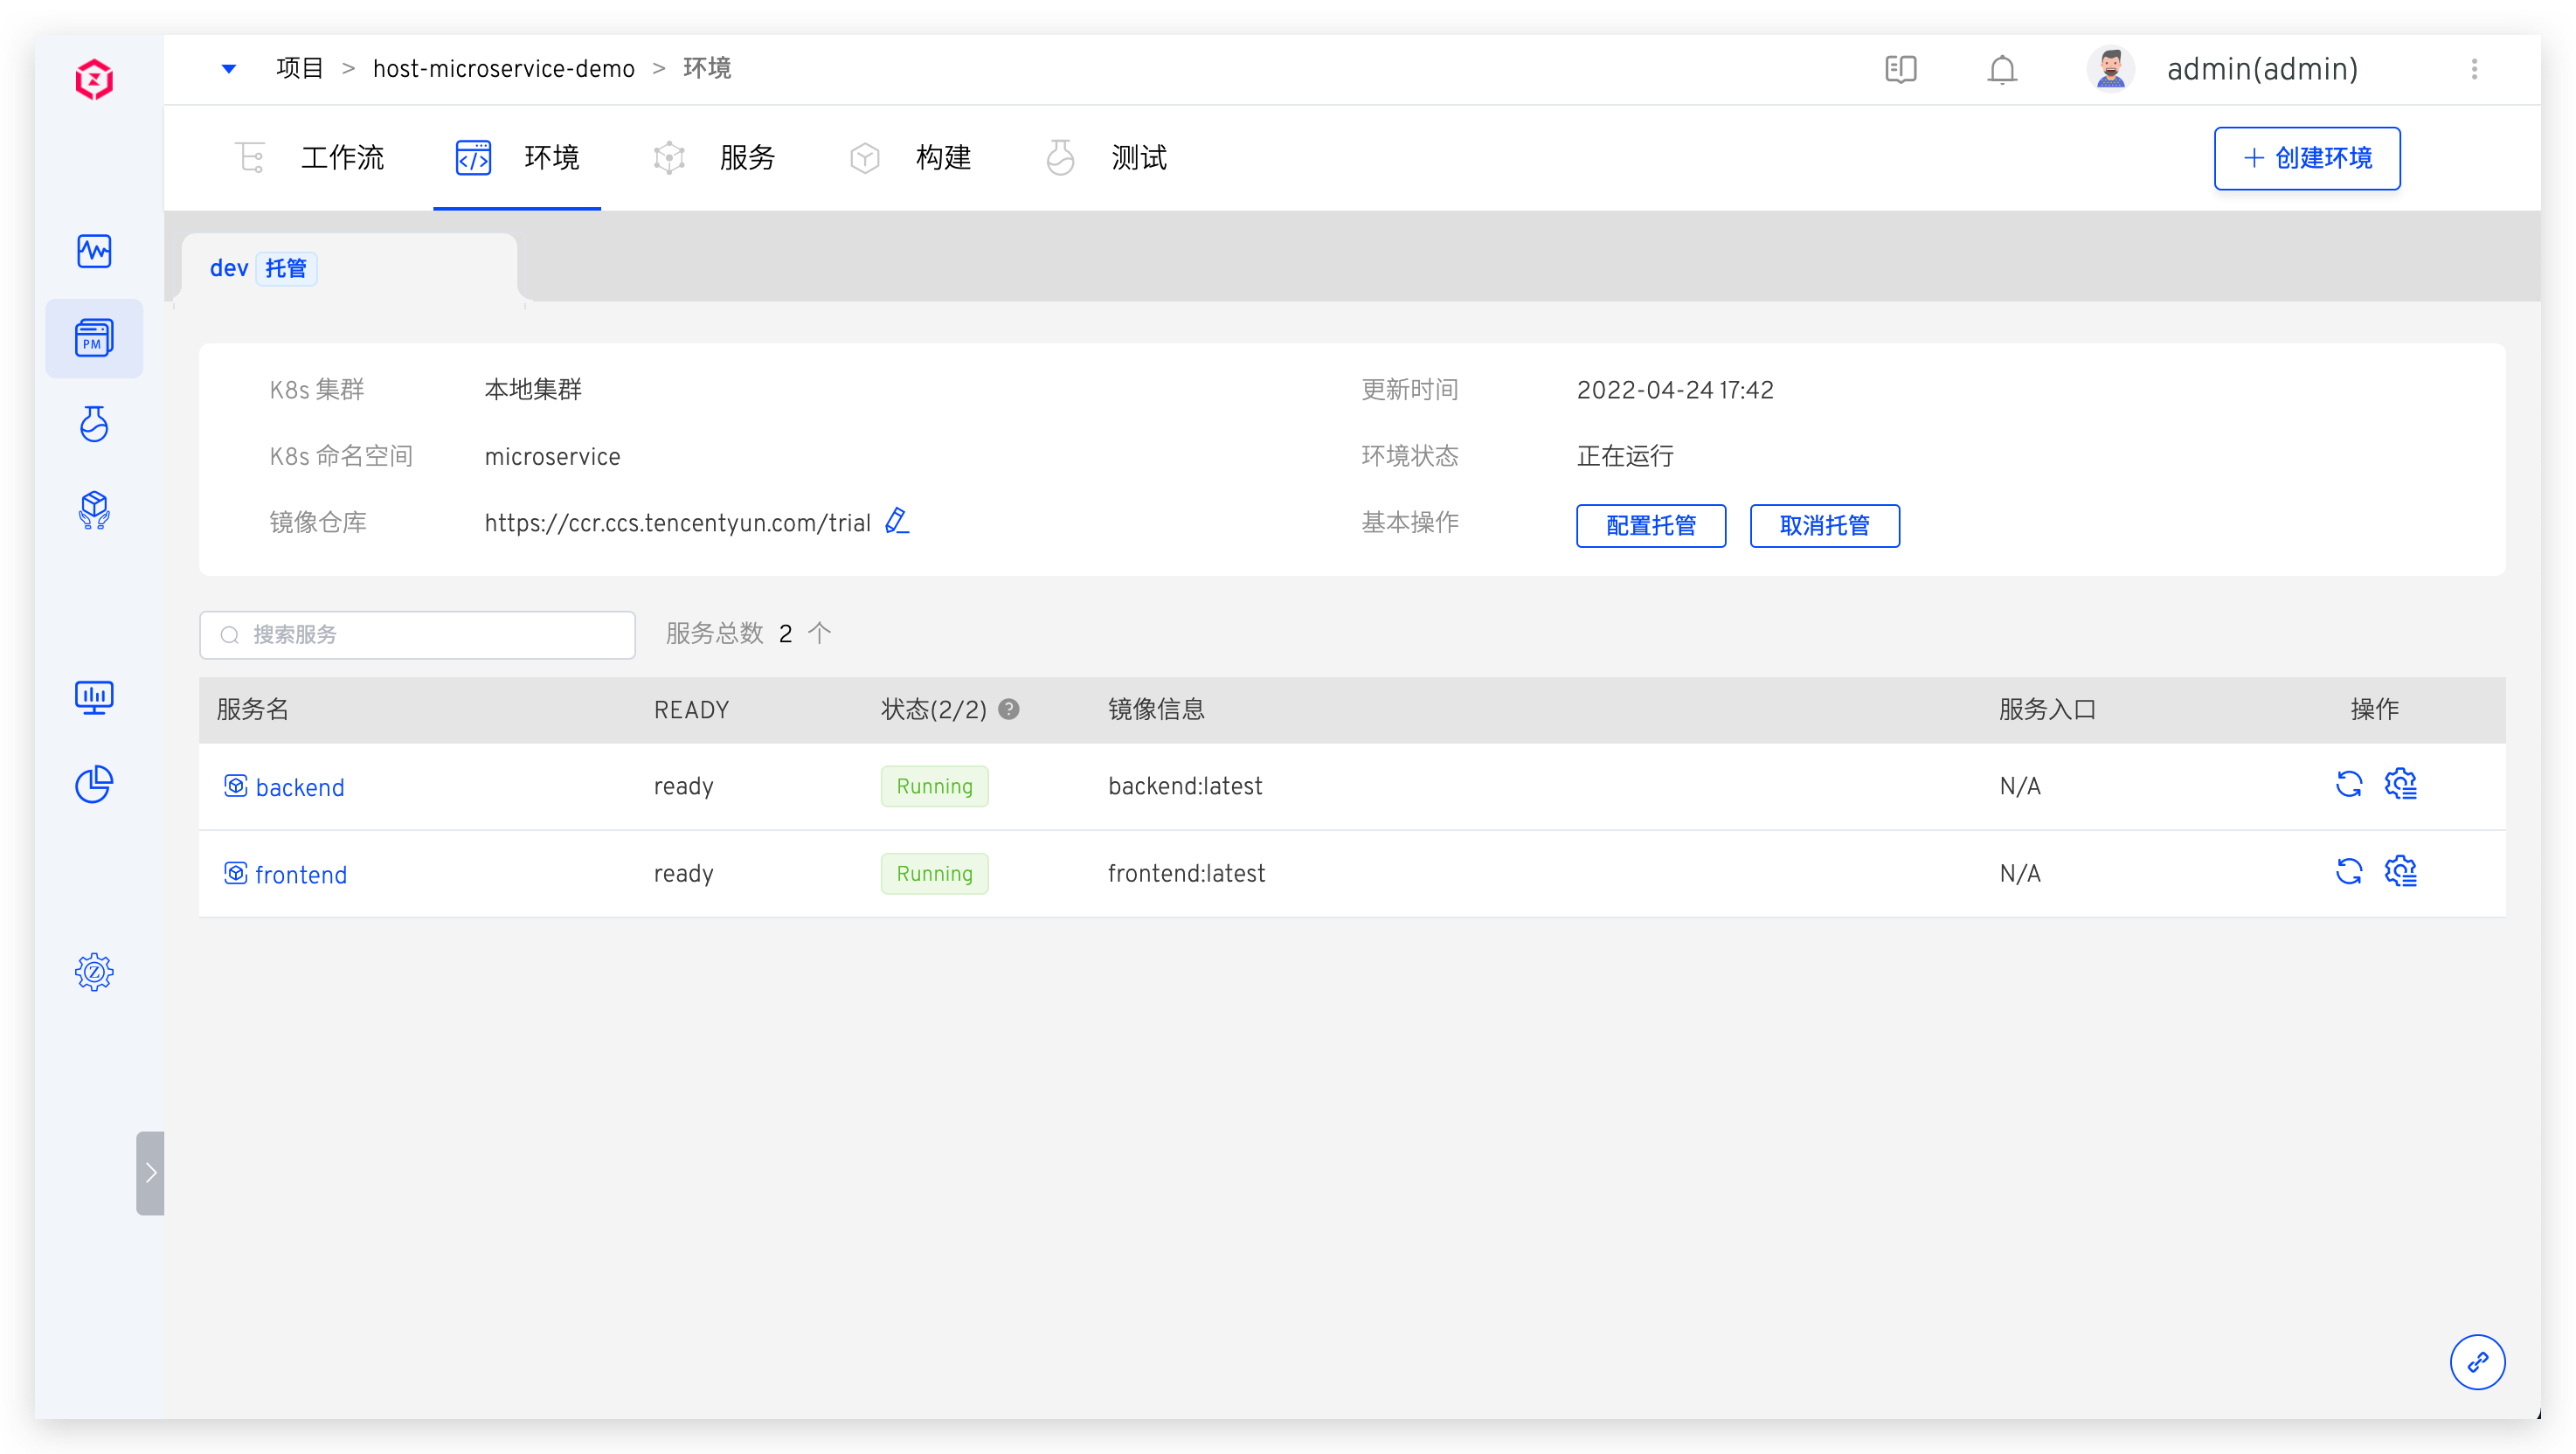 项目 > host-microservice-demo > 环境
admin(admin)
工作流 环境 服务 构建 测试
+ 创建环境
dev 托管
PM
K8s 集群 本地集群 更新时间 2022-04-24 17:42
K8s 命名空间 microservice 环境状态 正在运行
镜像仓库 https://ccr.ccs.tencentyun.com/trial 基本操作 配置托管 取消托管
搜索服务 服务总数 2 个
服务名 READY 状态(2/2) ? 镜像信息 服务入口 操作
backend ready Running backend:latest N/A
frontend ready Running frontend:latest N/A